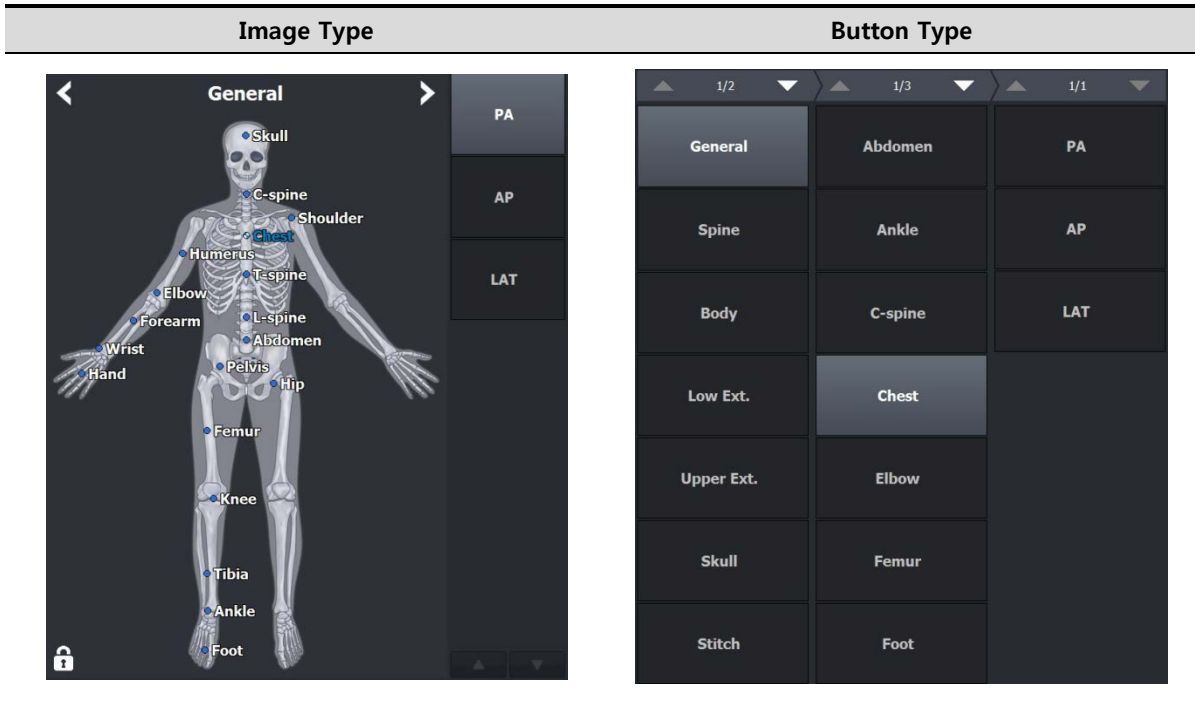 Image Type
Button Type
General
PA
AP
LAT
Skull
C-spine
Shoulder
Chest
Humerus
T-spine
Elbow
Forearm
L-spine
Abdomen
Wrist
Pelvis
Hand
Hip
Femur
Knee
Tibia
Ankle
Foot
1/2
1/3
1/1
General
Abdomen
PA
Spine
Ankle
AP
Body
C-spine
LAT
Low Ext.
Chest
Upper Ext.
Elbow
Skull
Femur
Stitch
Foot